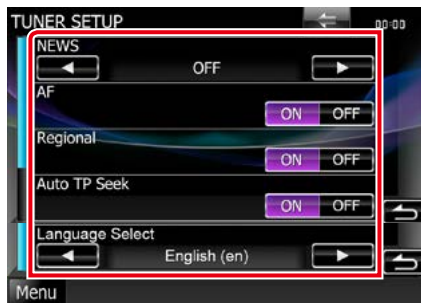 TUNER SETUP
00:00
NEWS
OFF
AF
ON OFF
Regional
ON OFF
Auto TP Seek
ON OFF
Language Select
English (en)
Menu